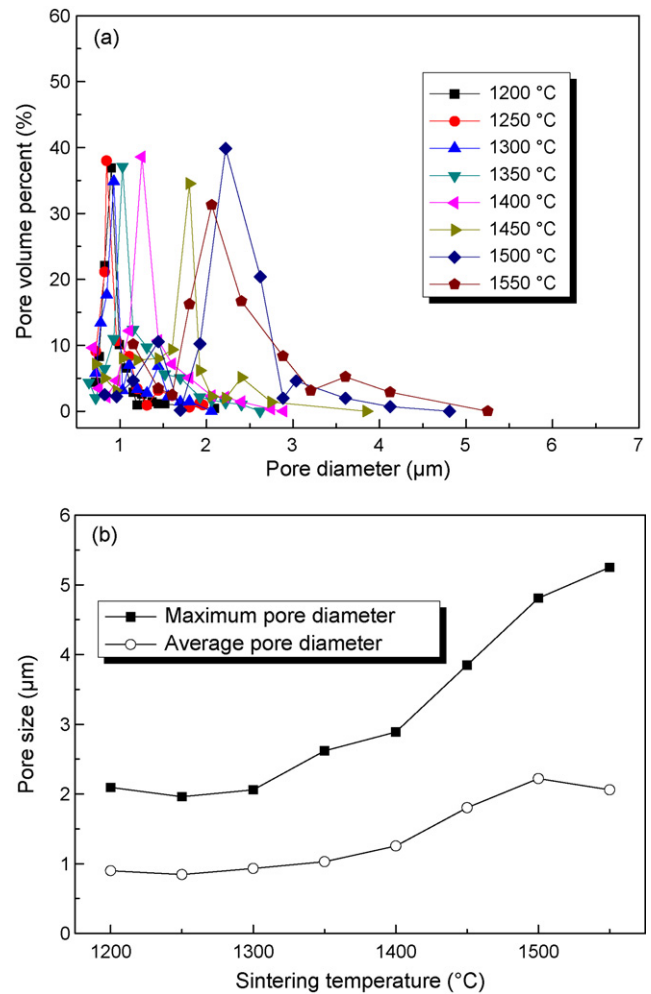 (a)
60
50
40
30
20
10
0
Pore volume percent (%)
1200 °C
1250 °C
1300 °C
1350 °C
1400 °C
1450 °C
1500 °C
1550 °C
1 2 3 4 5 6 7
Pore diameter (µm)
(b)
6
5
4
3
2
1
0
Pore size (µm)
Maximum pore diameter
Average pore diameter
1200 1300 1400 1500
Sintering temperature (°C)